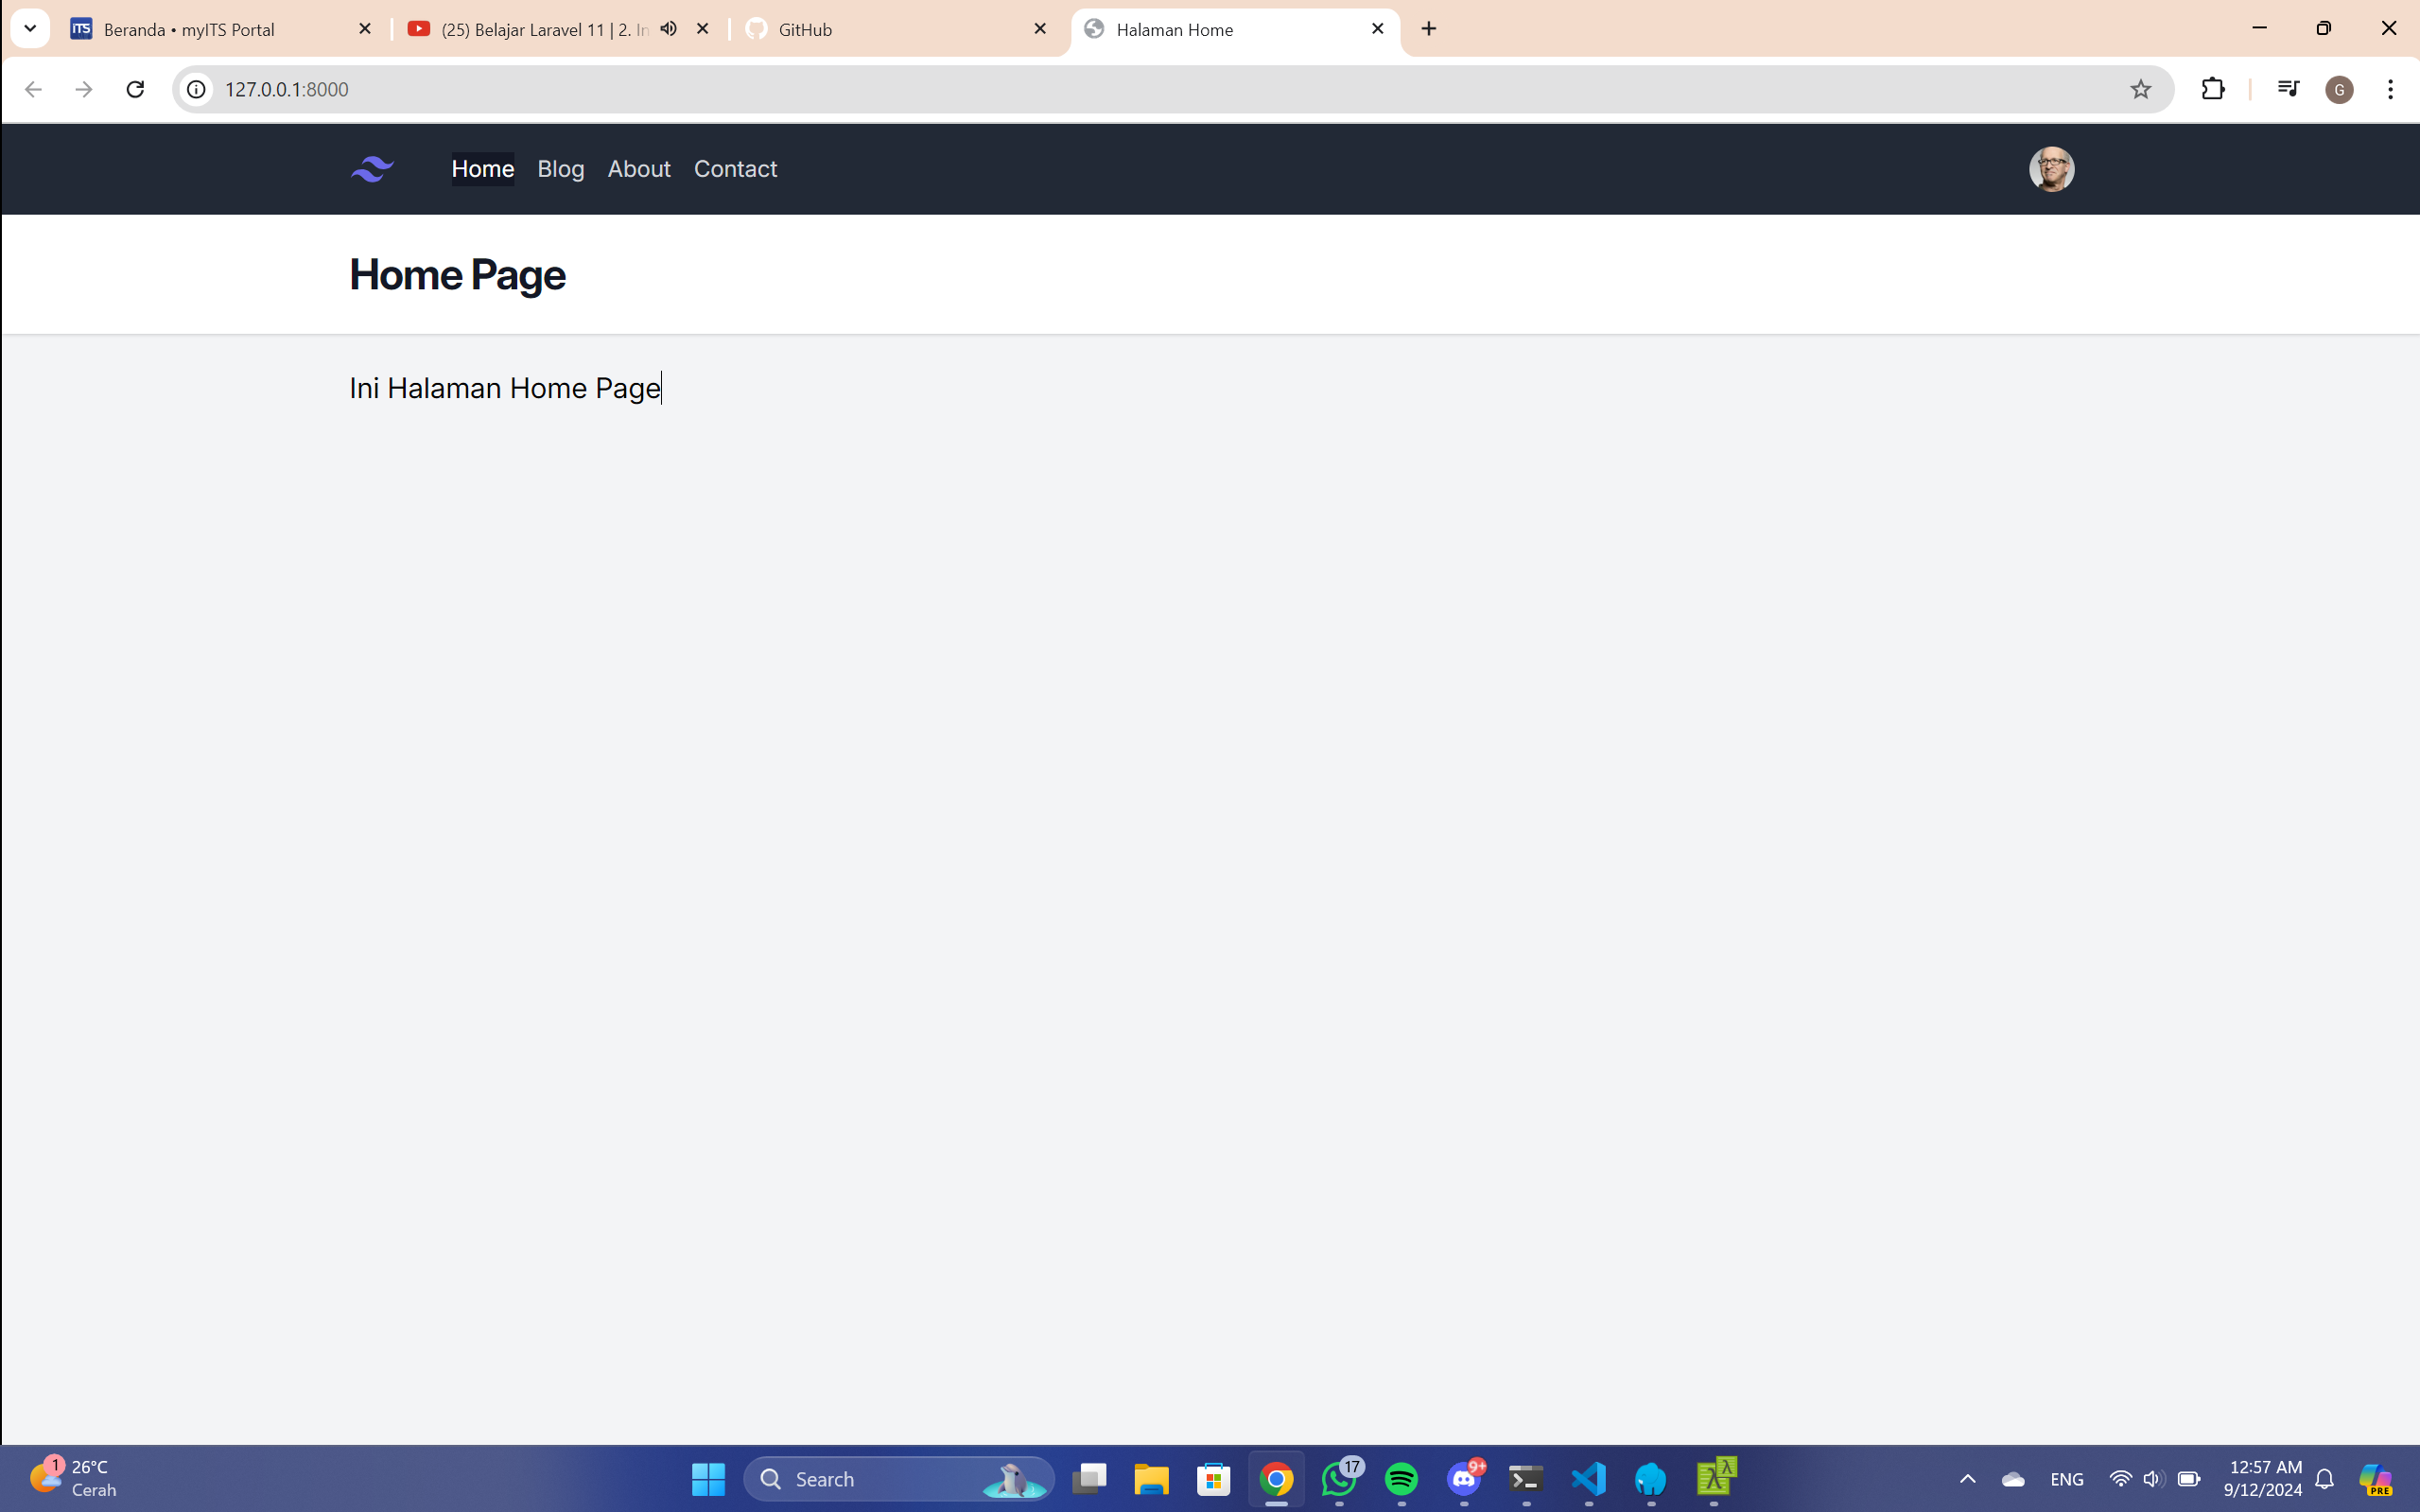 ITS Beranda • myITS Portal
(25) Belajar Laravel 11 | 2. In
GitHub
Halaman Home
127.0.0.1:8000
G
Home Blog About Contact
Home Page
Ini Halaman Home Page
1
26°C
Cerah
Search
17
9+
λ λ
ENG
12:57 AM
9/12/2024
PRE